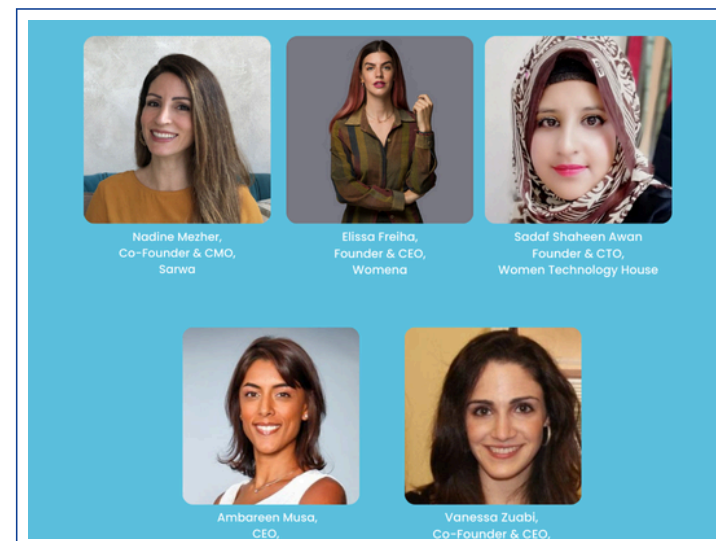 Nadine Mezher,
Co-Founder & CMO,
Sarwa
Elissa Freiha,
Founder & CEO,
Womena
Sadaf Shaheen Awan
Founder & CTO,
Women Technology House
Ambareen Musa,
CEO,
Vanessa Zuabi,
Co-Founder & CEO,